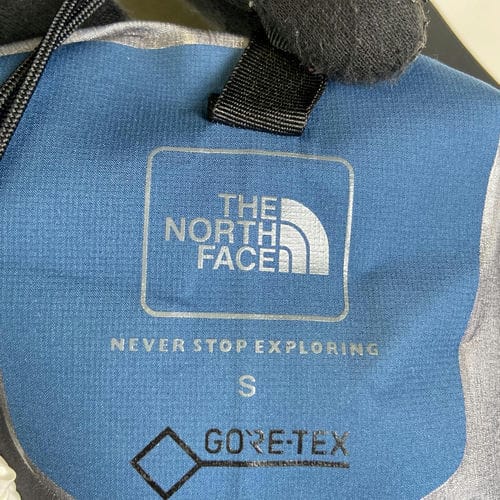 THE
NORTH
FACE
NEVER STOP EXPLORING
S
GORE-TEX